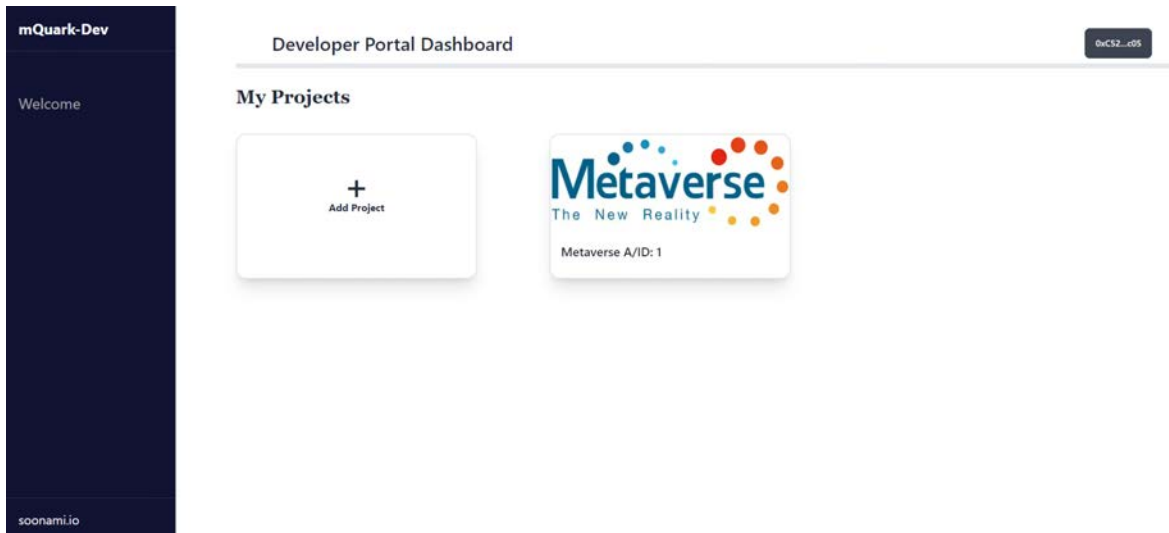 mQuark-Dev
Developer Portal Dashboard
0xC52...c05
Welcome
My Projects
+
Add Project
Metaverse
The New Reality
Metaverse A/ID: 1
soonami.io